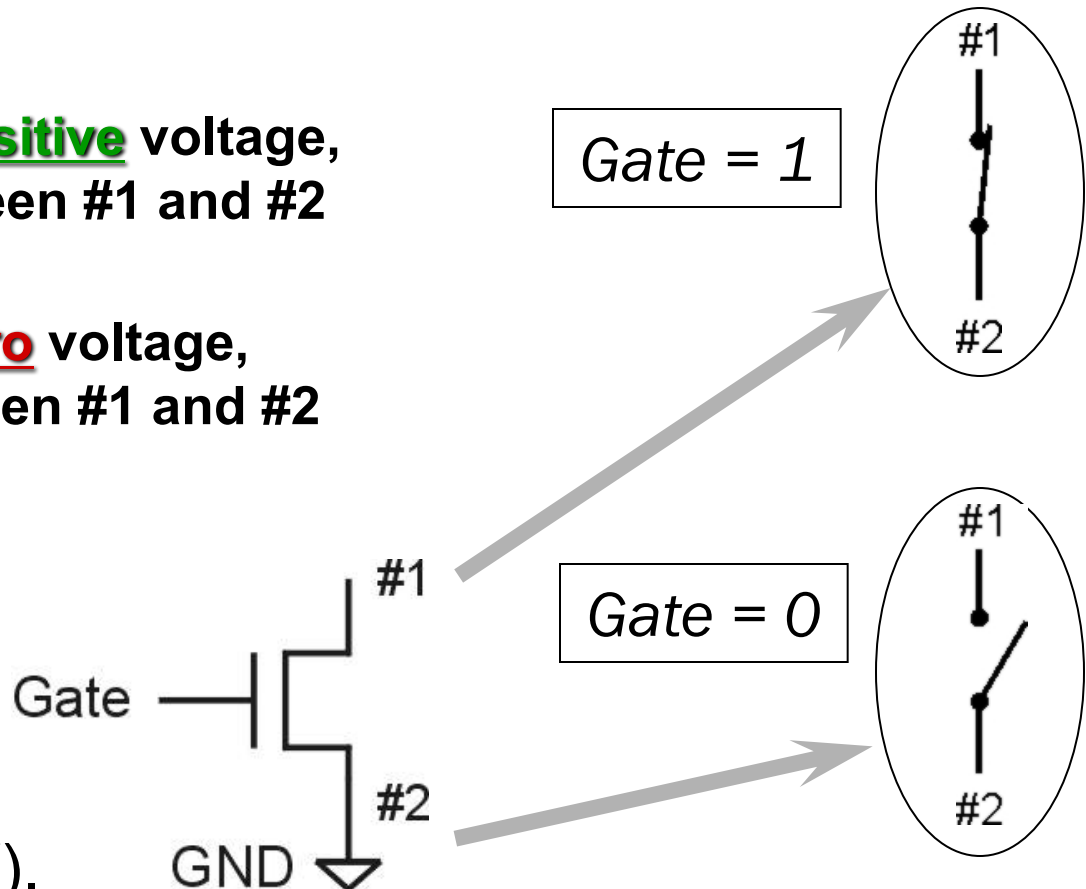 sitive voltage,
een #1 and #2
ro voltage,
en #1 and #2
Gate = 1
#1
#2
Gate = 0
#1
#2
#1
Gate
#2
GND
).